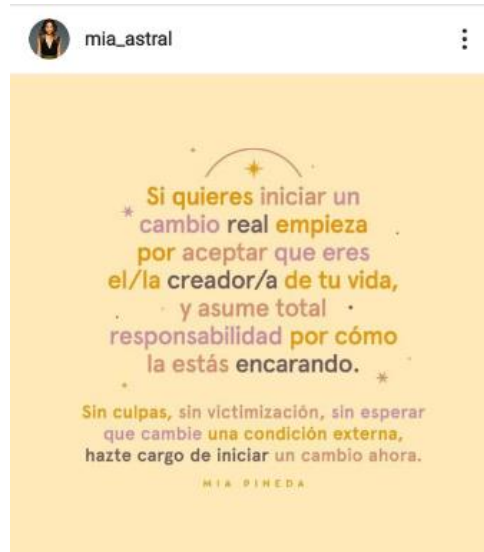 mia_astral
Si quieres iniciar un
cambio real empieza
por aceptar que eres
el/la creador/a de tu vida,
y asume total
responsabilidad por cómo
la estás encarando.
Sin culpas, sin victimización, sin esperar
que cambie una condición externa,
hazte cargo de iniciar un cambio ahora.
MIA PINEDA